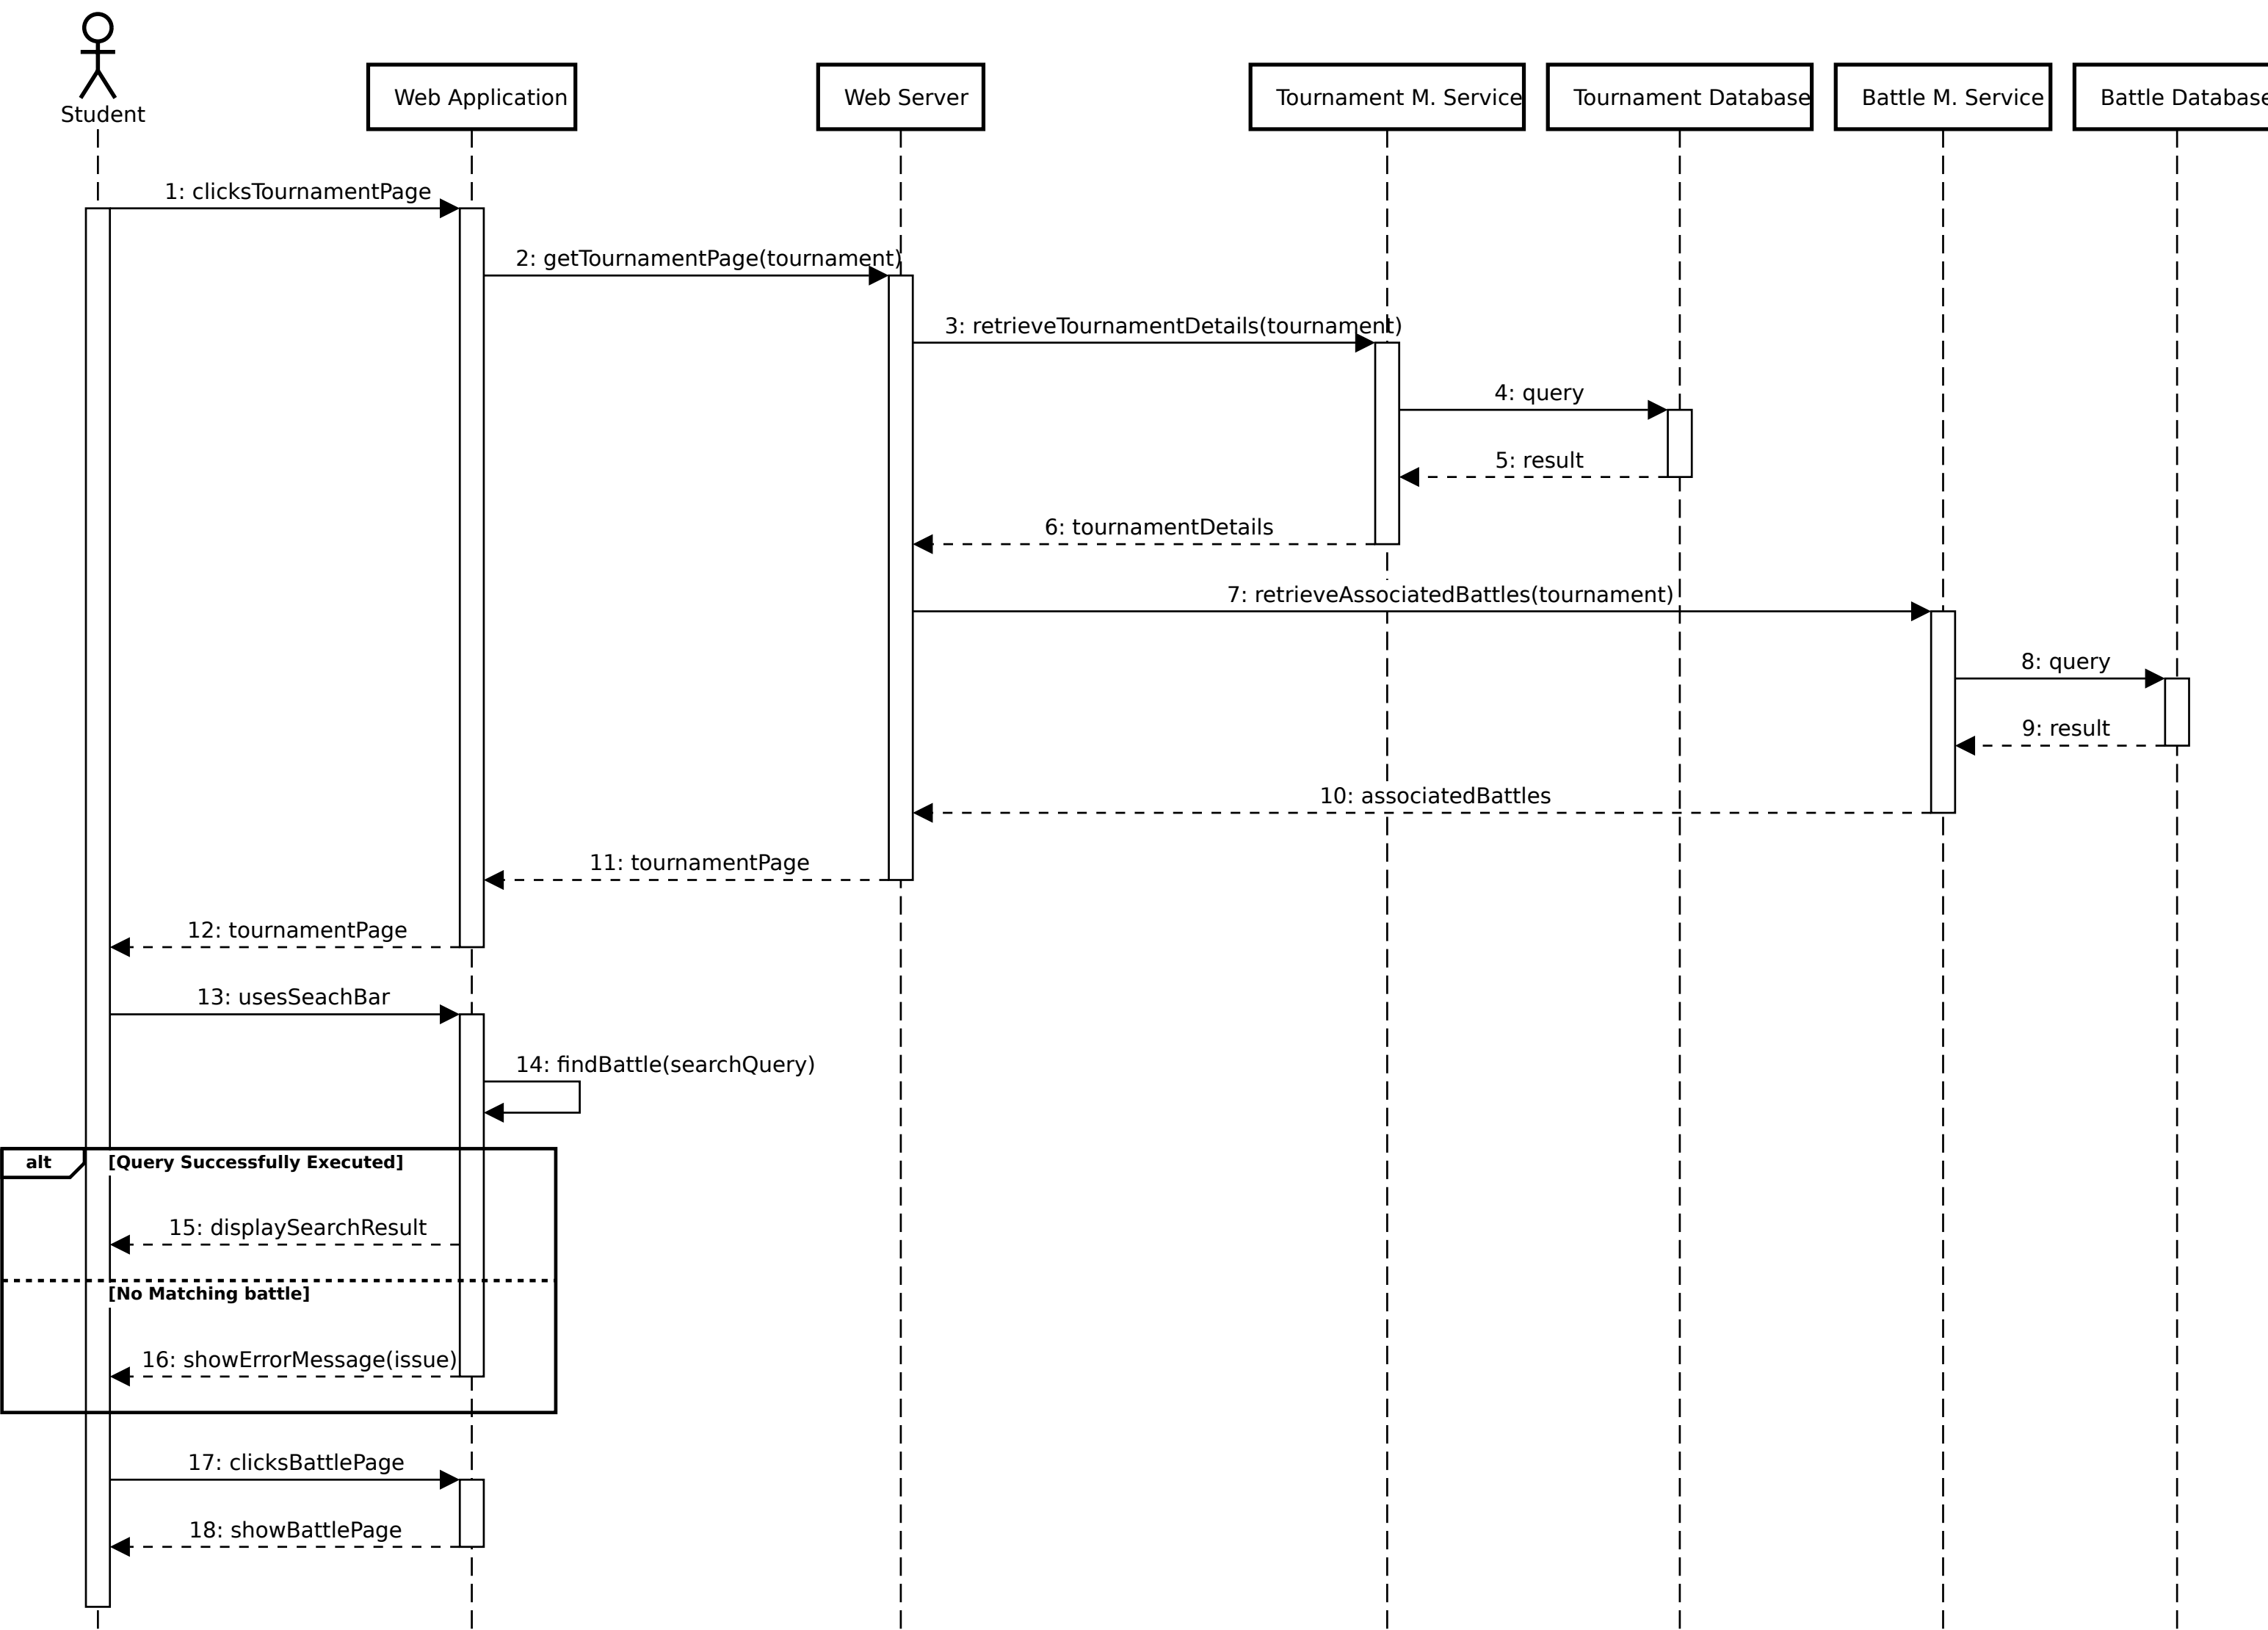 Student
Web Application
Web Server
Tournament M. Service
Tournament Database
Battle M. Service
Battle Database
1: clicksTournamentPage
2: getTournamentPage(tournament)
3: retrieveTournamentDetails(tournament)
4: query
5: result
6: tournamentDetails
7: retrieveAssociatedBattles(tournament)
8: query
9: result
10: associatedBattles
11: tournamentPage
12: tournamentPage
13: usesSeachBar
14: findBattle(searchQuery)
alt
[Query Successfully Executed]
15: displaySearchResult
[No Matching battle]
16: showErrorMessage(issue)
17: clicksBattlePage
18: showBattlePage